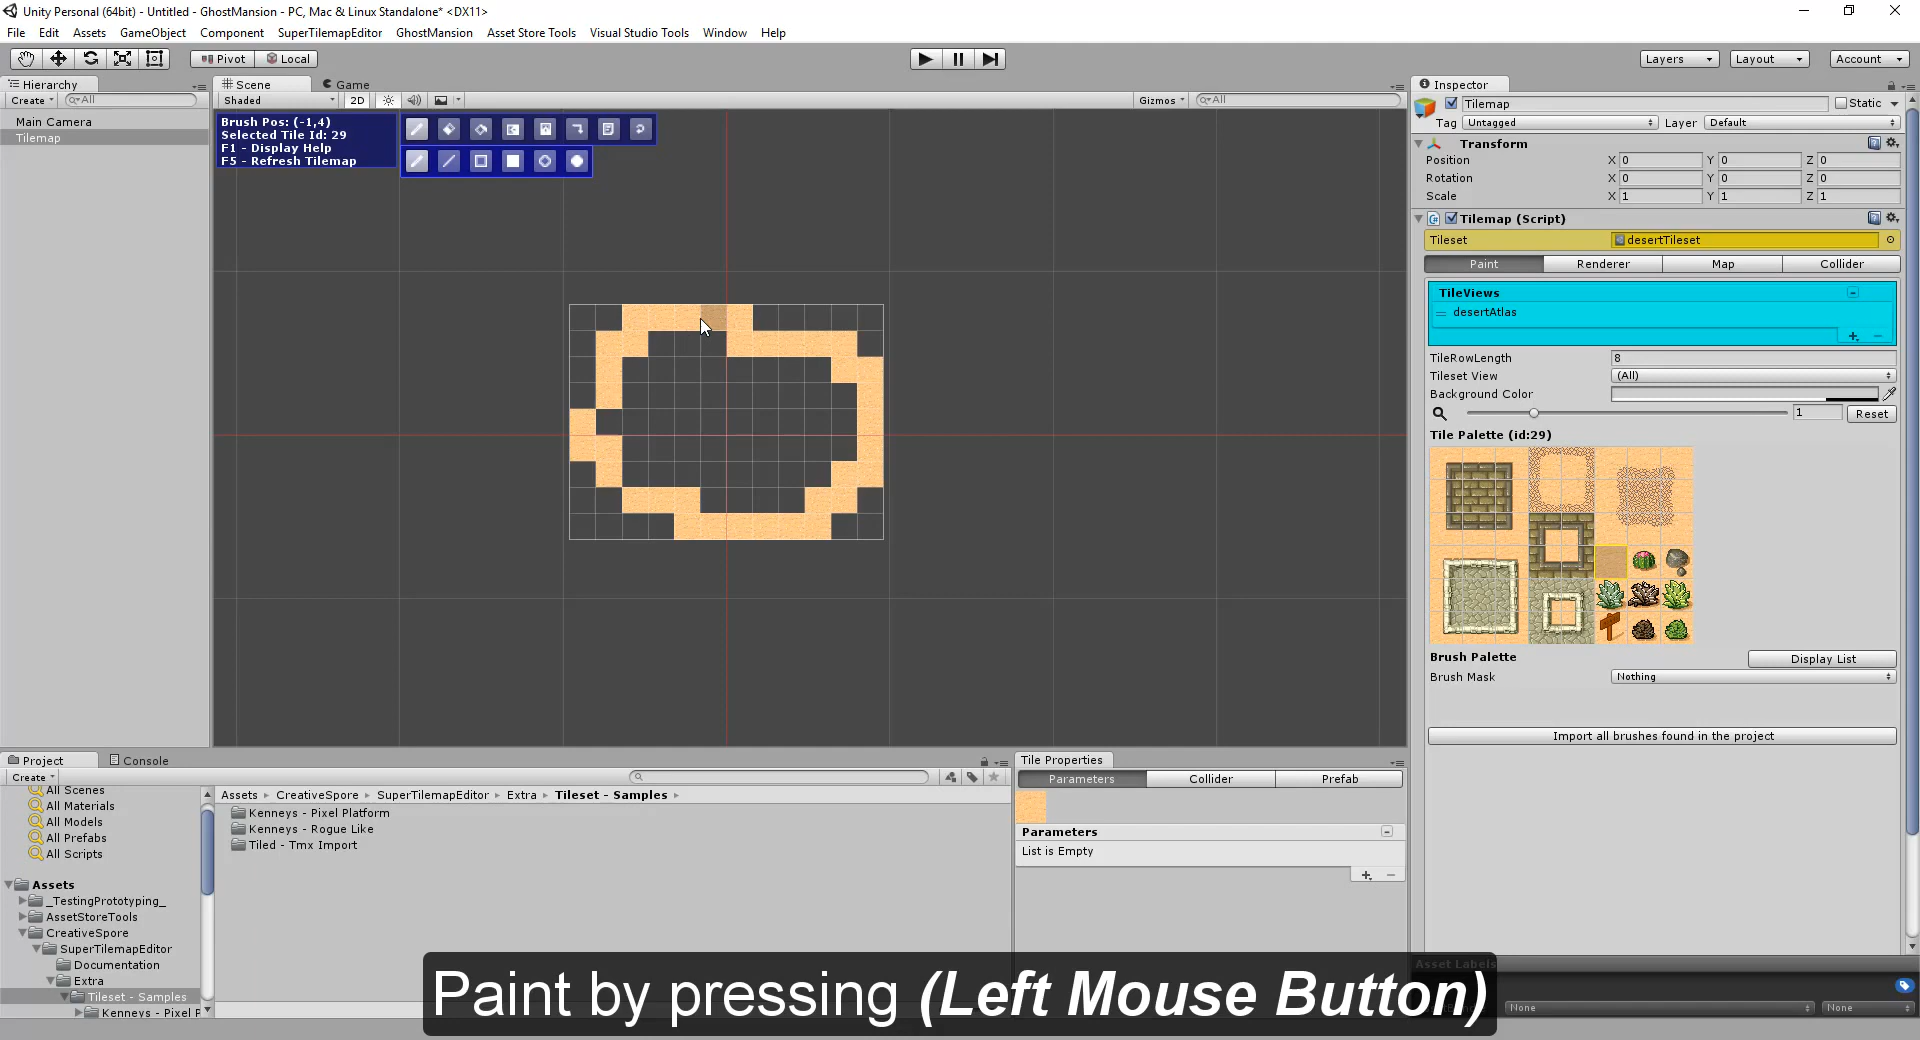 Unity Personal (64bit) - Untitled - GhostMansion - PC, Mac & Linux Standalone* <DX11>
File Edit Assets GameObject Component SuperTilemapEditor GhostMansion Asset Store Tools Visual Studio Tools Window Help
Pivot Local Layers Layout Account
Hierarchy
Create All
Main Camera
Tilemap
Scene Game
Shaded 2D Gizmos All
Brush Pos: (-1,4)
Selected Tile Id: 29
F1 - Display Help
F5 - Refresh Tilemap
Inspector
Tilemap Static
Tag Untagged Layer Default
Transform
Position X 0 Y 0 Z 0
Rotation X 0 Y 0 Z 0
Scale X 1 Y 1 Z 1
Tilemap (Script)
Tileset desertTileset
Paint Renderer Map Collider
TileViews
desertAtlas
TileRowLength 8
Tileset View (All)
Background Color
1 Reset
Tile Palette (id:29)
Brush Palette Display List
Brush Mask Nothing
Import all brushes found in the project
Asset Labels
None None
Project Console
Create
All Scenes
All Materials
All Models
All Prefabs
All Scripts
Assets
_TestingPrototyping_
AssetStoreTools
CreativeSpore
SuperTilemapEditor
Documentation
Extra
Tileset - Samples
Kenneys - Pixel P
Assets CreativeSpore SuperTilemapEditor Extra Tileset - Samples
Kenneys - Pixel Platform
Kenneys - Rogue Like
Tiled - Tmx Import
Tile Properties
Parameters Collider Prefab
Parameters
List is Empty
Paint by pressing (Left Mouse Button)